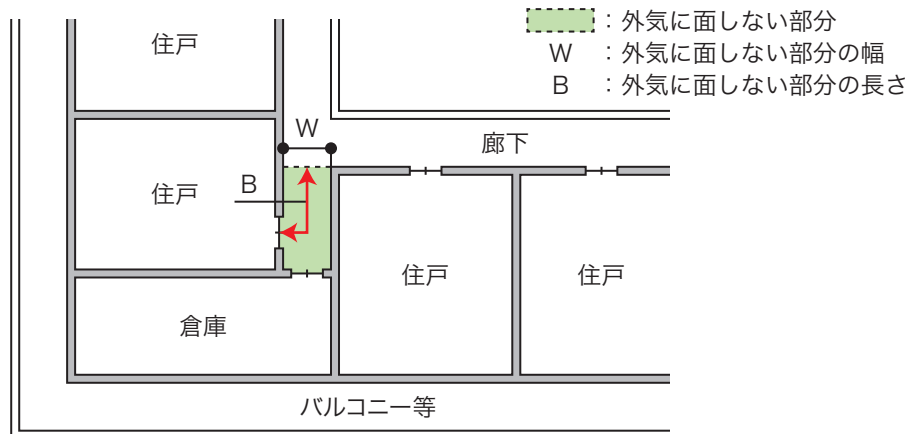 ：外気に面しない部分
W ：外気に面しない部分の幅
B ：外気に面しない部分の長さ
住戸
W
廊下
住戸
B
住戸
住戸
倉庫
バルコニー等